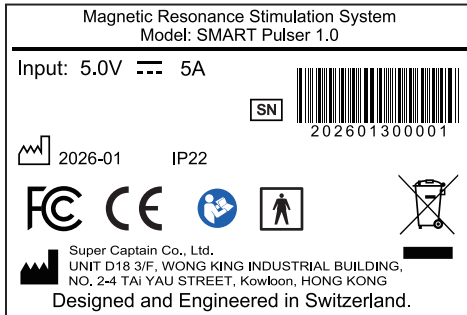 Magnetic Resonance Stimulation System
Model: SMART Pulser 1.0
Input: 5.0V 5A
SN
202601300001
2026-01 IP22
FC CE
Super Captain Co., Ltd.
UNIT D18 3/F, WONG KING INDUSTRIAL BUILDING,
NO. 2-4 TAi YAU STREET, Kowloon, HONG KONG
Designed and Engineered in Switzerland.